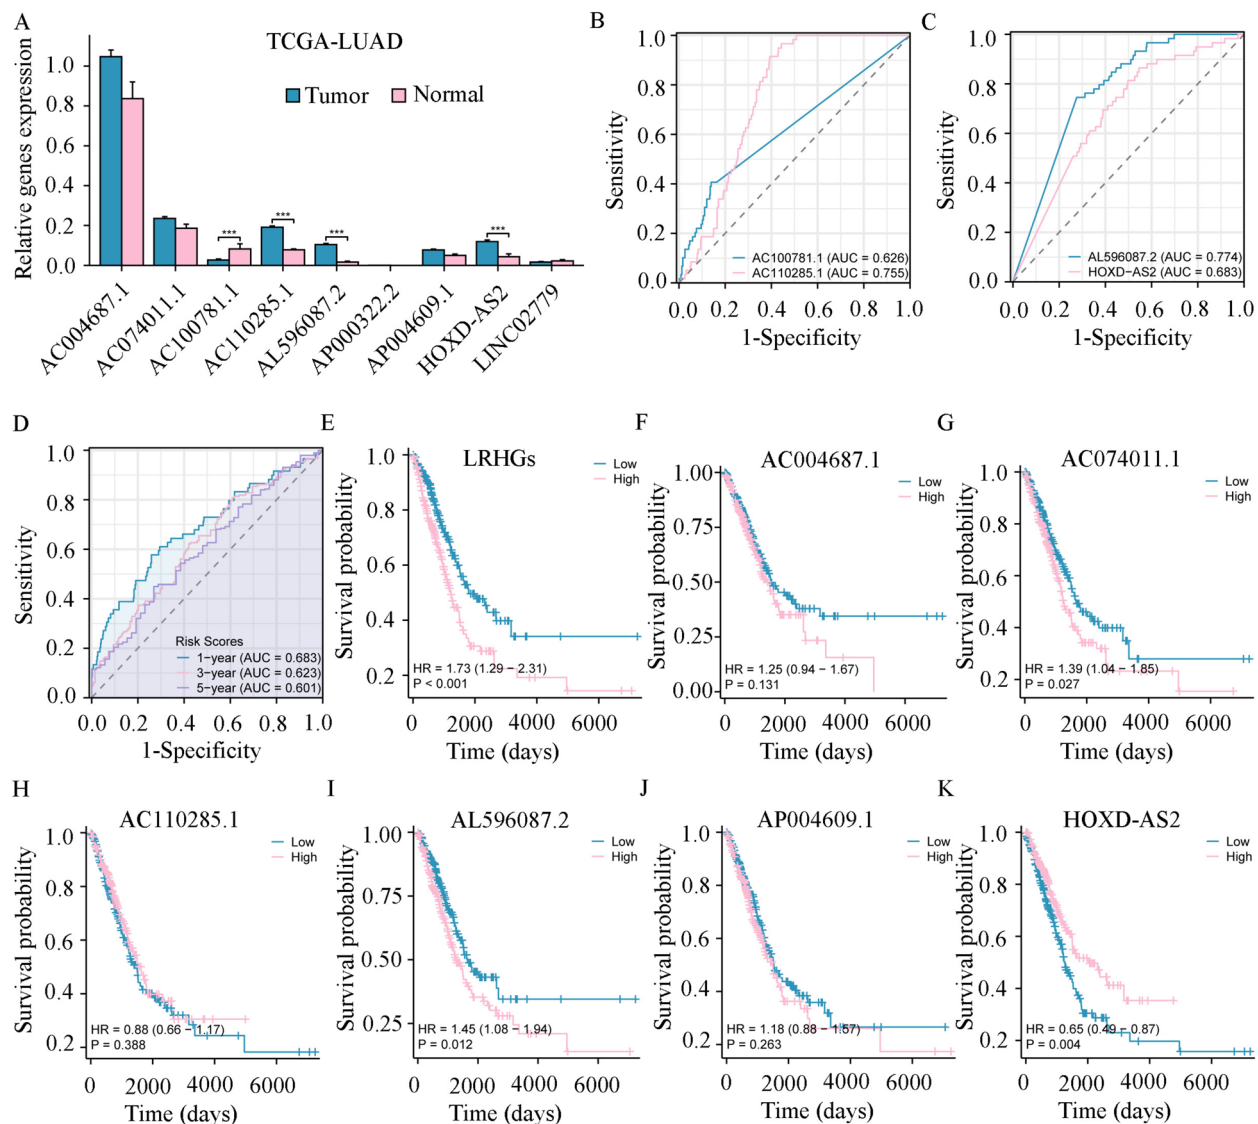 A
TCGA-LUAD
Tumor
Normal
Relative genes expression
1.0
0.8
0.6
0.4
0.2
0.0
***
***
***
***
AC004687.1
AC074011.1
AC100781.1
AC110285.1
AL596087.2
AP000322.2
AP004609.1
HOXD-AS2
LINC02779
B
Sensitivity
1.0
0.8
0.6
0.4
0.2
0.0
AC100781.1 (AUC = 0.626)
AC110285.1 (AUC = 0.755)
0.0 0.2 0.4 0.6 0.8 1.0
1-Specificity
C
Sensitivity
1.0
0.8
0.6
0.4
0.2
0.0
AL596087.2 (AUC = 0.774)
HOXD−AS2 (AUC = 0.683)
0.0 0.2 0.4 0.6 0.8 1.0
1-Specificity
D
Sensitivity
1.0
0.8
0.6
0.4
0.2
0.0
Risk Scores
1-year (AUC = 0.683)
3-year (AUC = 0.623)
5-year (AUC = 0.601)
0.0 0.2 0.4 0.6 0.8 1.0
1-Specificity
E
LRHGs
Low
High
Survival probability
1.0
0.8
0.6
0.4
0.2
HR = 1.73 (1.29 − 2.31)
P < 0.001
0 2000 4000 6000
Time (days)
F
AC004687.1
Low
High
Survival probability
1.00
0.75
0.50
0.25
0.00
HR = 1.25 (0.94 − 1.67)
P = 0.131
0 2000 4000 6000
Time (days)
G
AC074011.1
Low
High
Survival probability
1.0
0.8
0.6
0.4
0.2
HR = 1.39 (1.04 − 1.85)
P = 0.027
0 2000 4000 6000
Time (days)
H
AC110285.1
Low
High
Survival probability
1.0
0.8
0.6
0.4
0.2
HR = 0.88 (0.66 − 1.17)
P = 0.388
0 2000 4000 6000
Time (days)
I
AL596087.2
Low
High
Survival probability
1.00
0.75
0.50
0.25
HR = 1.45 (1.08 − 1.94)
P = 0.012
0 2000 4000 6000
Time (days)
J
AP004609.1
Low
High
Survival probability
1.0
0.8
0.6
0.4
0.2
HR = 1.18 (0.88 − 1.57)
P = 0.263
0 2000 4000 6000
Time (days)
K
HOXD-AS2
Low
High
Survival probability
1.0
0.8
0.6
0.4
0.2
HR = 0.65 (0.49 − 0.87)
P = 0.004
0 2000 4000 6000
Time (days)